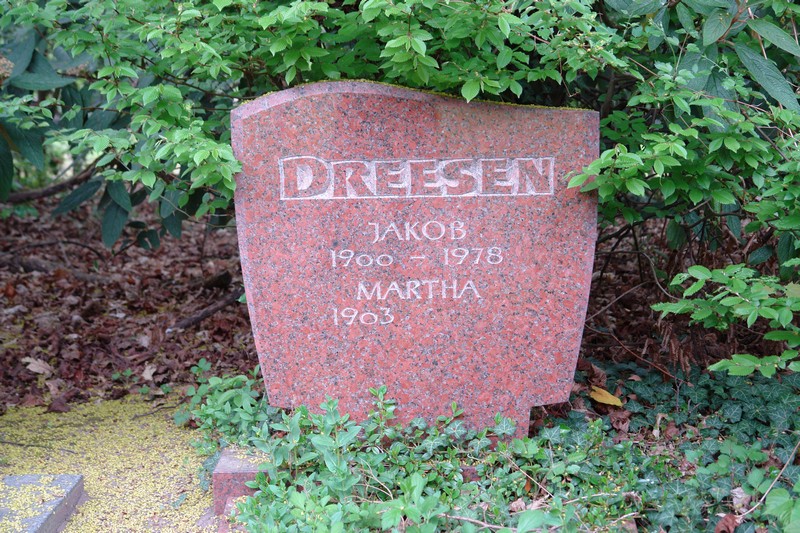 DREESEN
JAKOB
1900 - 1978
MARTHA
1903